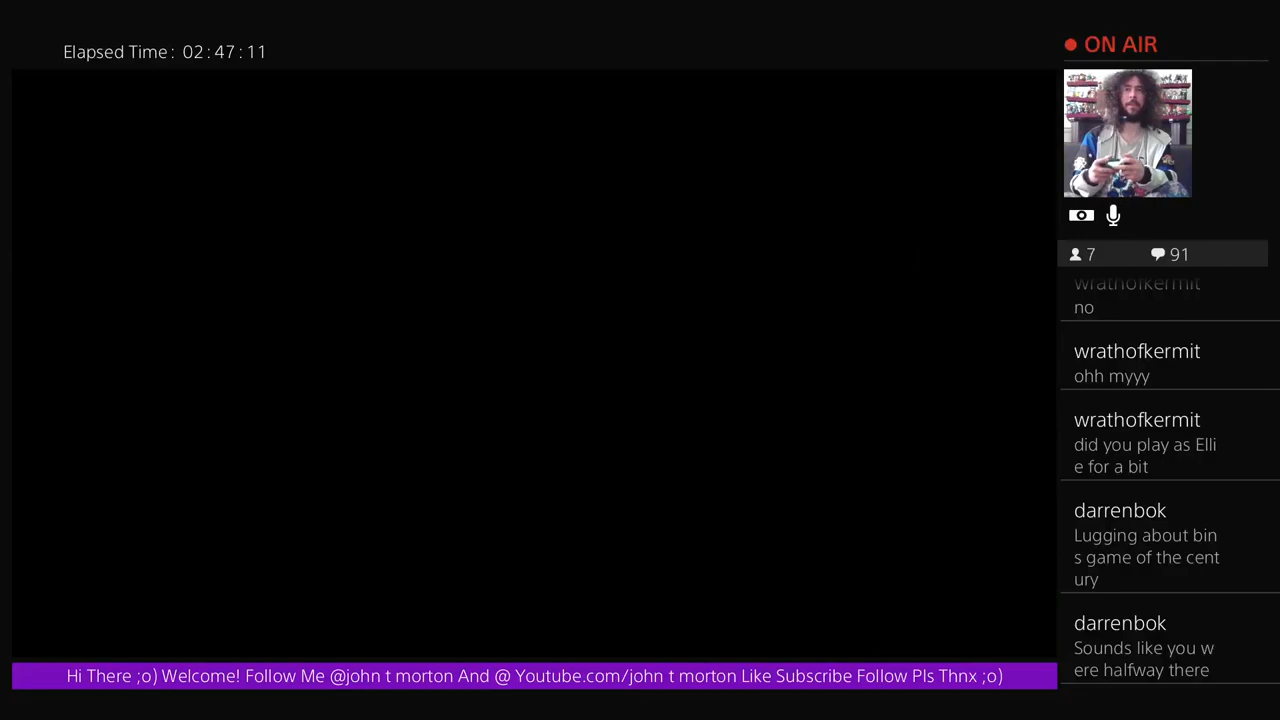 Elapsed Time: 02:47:11
ON AIR
7 91
wrathofkermit
no
wrathofkermit
ohh myyy
wrathofkermit
did you play as Elli
e for a bit
darrenbok
Lugging about bin
s game of the cent
ury
darrenbok
Sounds like you w
ere halfway there
Hi There ;o) Welcome! Follow Me @john t morton And @ Youtube.com/john t morton Like Subscribe Follow Pls Thnx ;o)